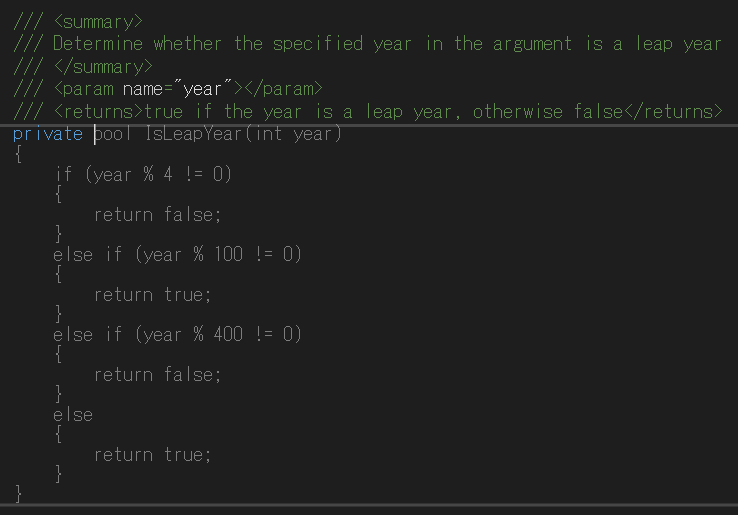 /// <summary>
/// Determine whether the specified year in the argument is a leap year
/// </summary>
/// <param name="year"></param>
/// <returns>true if the year is a leap year, otherwise false</returns>
private bool IsLeapYear(int year)
{
    if (year % 4 != 0)
    {
        return false;
    }
    else if (year % 100 != 0)
    {
        return true;
    }
    else if (year % 400 != 0)
    {
        return false;
    }
    else
    {
        return true;
    }
}